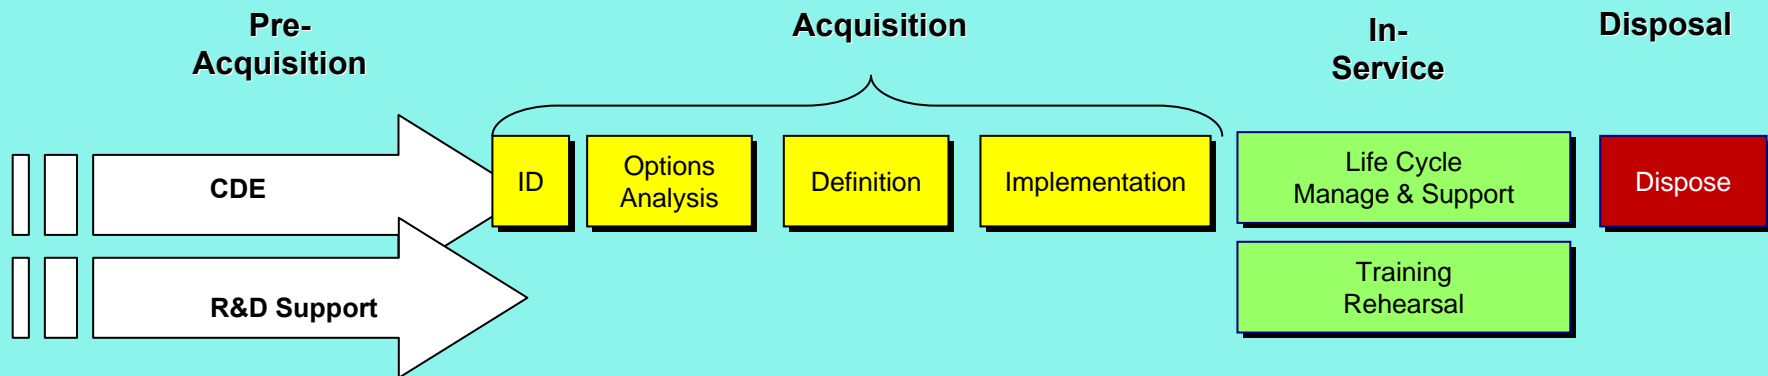 Pre-
Acquisition
Acquisition
In-
Service
Disposal
CDE
R&D Support
ID
Options
Analysis
Definition
Implementation
Life Cycle
Manage & Support
Training
Rehearsal
Dispose